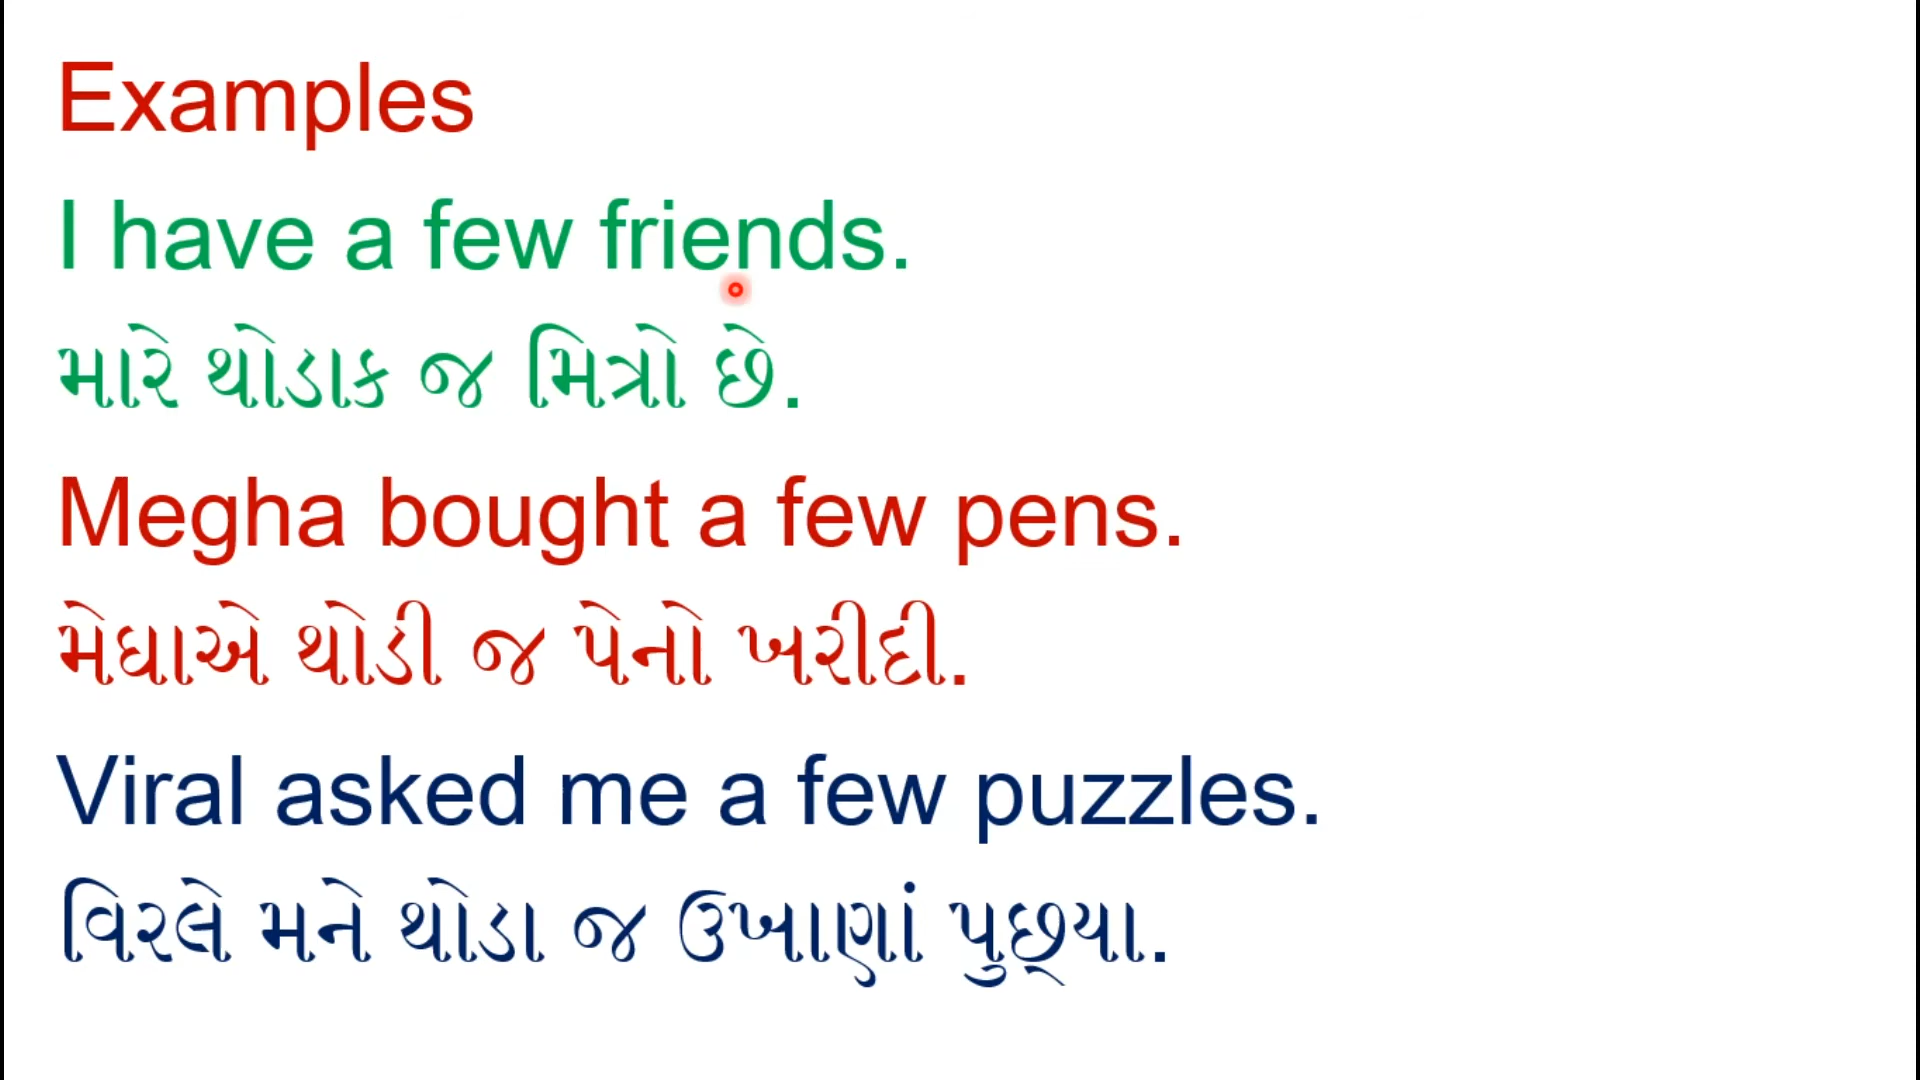 Examples
I have a few friends.
મારે થોડાક જ મિત્રો છે.
Megha bought a few pens.
મેઘાએ થોડી જ પેનો ખરીદી.
Viral asked me a few puzzles.
વિરલે મને થોડા જ ઉખાણાં પુછ્યા.